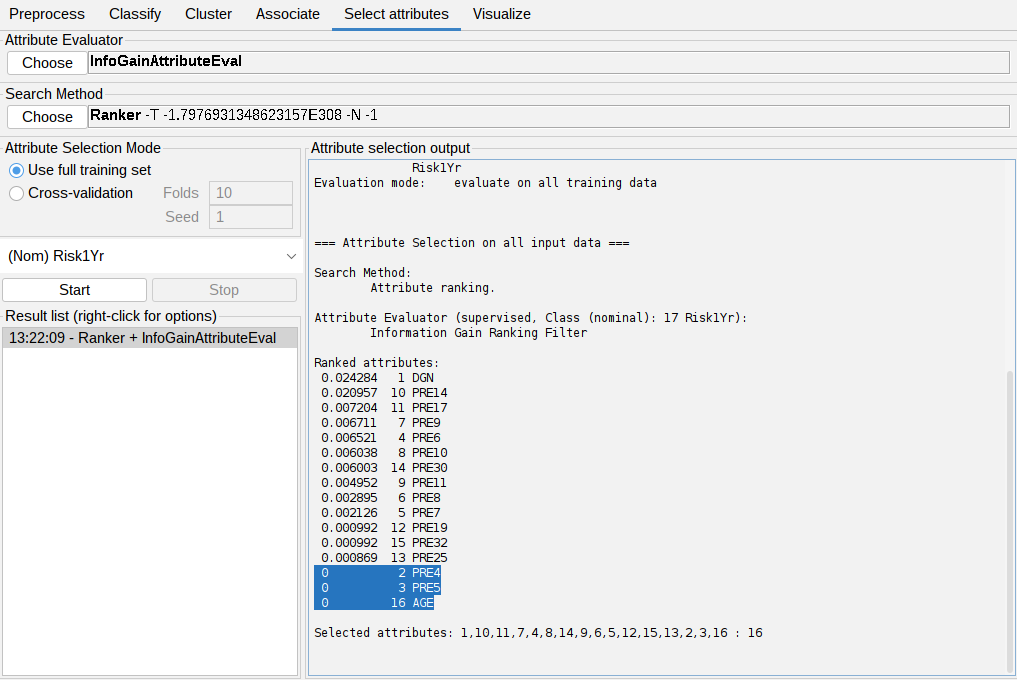 Preprocess Classify Cluster Associate Select attributes Visualize
Attribute Evaluator
Choose InfoGainAttributeEval
Search Method
Choose Ranker -T -1.7976931348623157E308 -N -1
Attribute Selection Mode
Use full training set
Cross-validation Folds 10
Seed 1
(Nom) Risk1Yr
Start Stop
Result list (right-click for options)
13:22:09 - Ranker + InfoGainAttributeEval
Attribute selection output
Risk1Yr
Evaluation mode: evaluate on all training data
=== Attribute Selection on all input data ===
Search Method:
Attribute ranking.
Attribute Evaluator (supervised, Class (nominal): 17 Risk1Yr):
Information Gain Ranking Filter
Ranked attributes:
0.024284 1 DGN
0.020957 10 PRE14
0.007204 11 PRE17
0.006711 7 PRE9
0.006521 4 PRE6
0.006038 8 PRE10
0.006003 14 PRE30
0.004952 9 PRE11
0.002895 6 PRE8
0.002126 5 PRE7
0.000992 12 PRE19
0.000992 15 PRE32
0.000869 13 PRE25
0 2 PRE4
0 3 PRE5
0 16 AGE
Selected attributes: 1,10,11,7,4,8,14,9,6,5,12,15,13,2,3,16 : 16